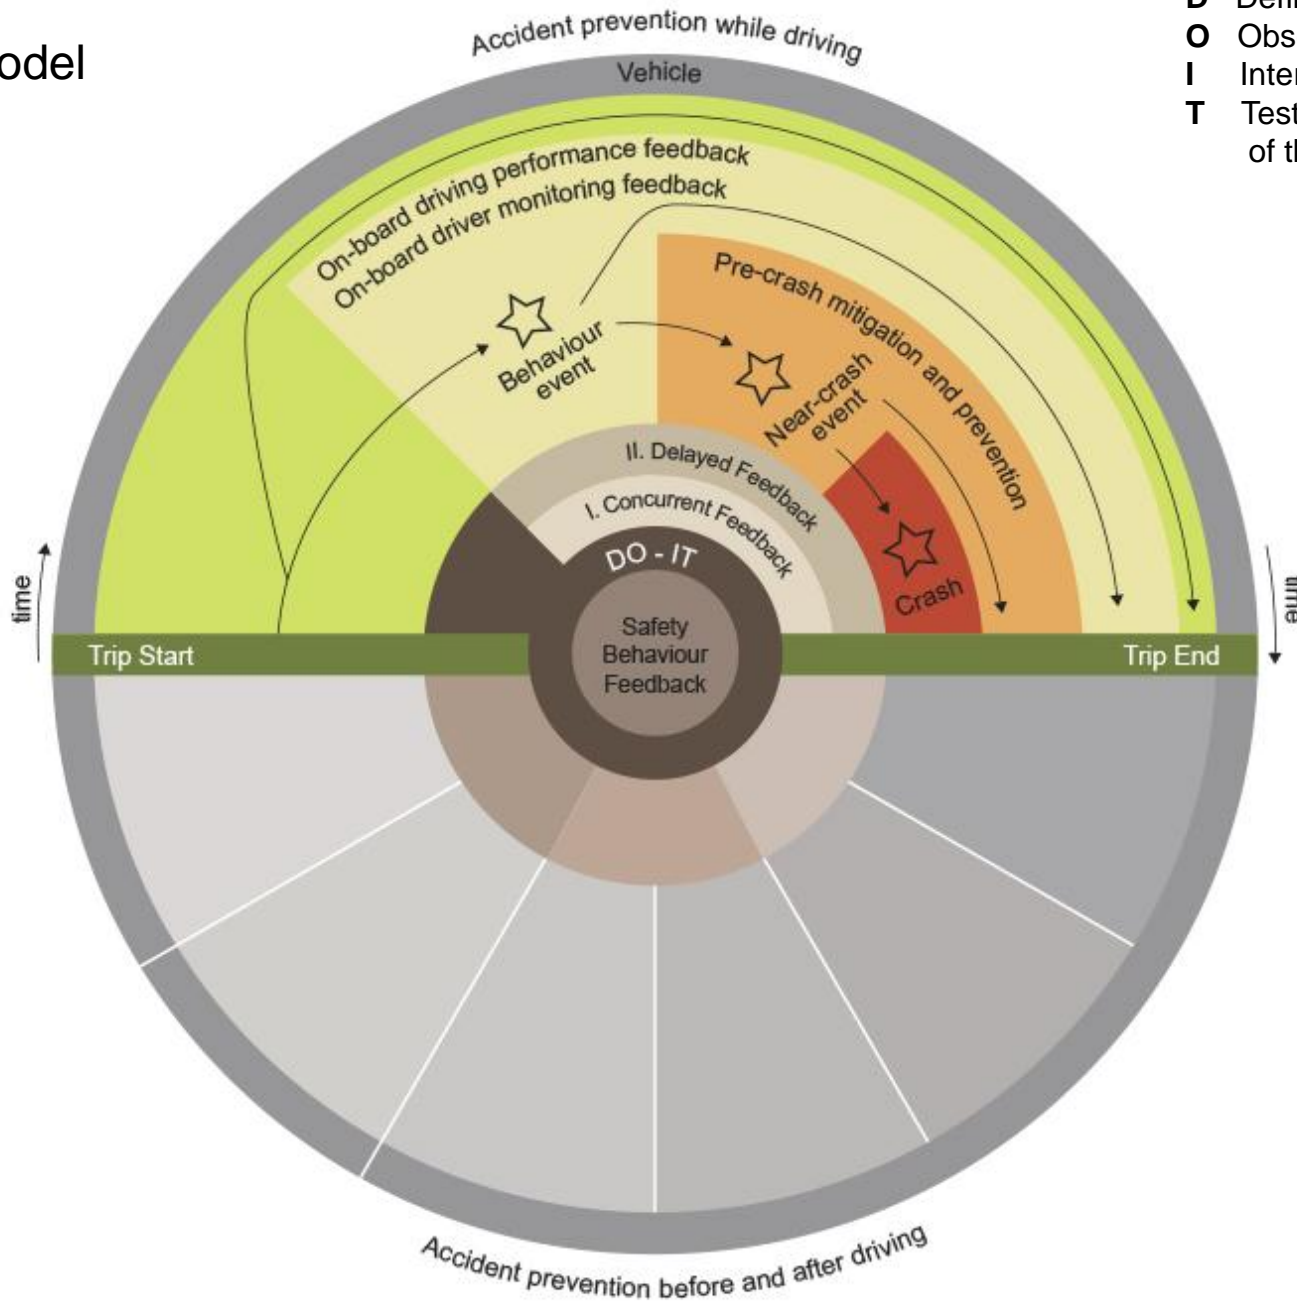 odel
O Obs
I Inter
T Test
of th
Accident prevention while driving
Vehicle
On-board driving performance feedback
On-board driver monitoring feedback
Behaviour
event
Pre-crash mitigation and prevention
Near-crash
event
Crash
II. Delayed Feedback
I. Concurrent Feedback
DO - IT
Safety
Behaviour
Feedback
time
time
Trip Start
Trip End
Accident prevention before and after driving